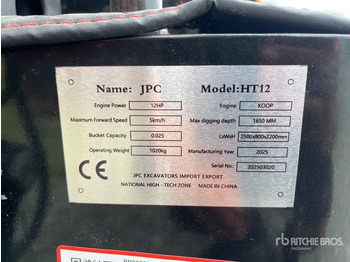 Name: JPC Model:HT12
Engine Power 12HP Engine KOOP
Maximum Forward Speed 5km/h Max digging depth 1650 MM
Bucket Capacity 0.025 LxWxH 2500x800x2200mm
Operating Weight 1020kg Manufacturing Year 2025
Serial No.: 202503020
CE
JPC EXCAVATORS IMPORT EXPORT
NATIONAL HIGH - TECH ZONE MADE IN CHINA
rb ritchie bros